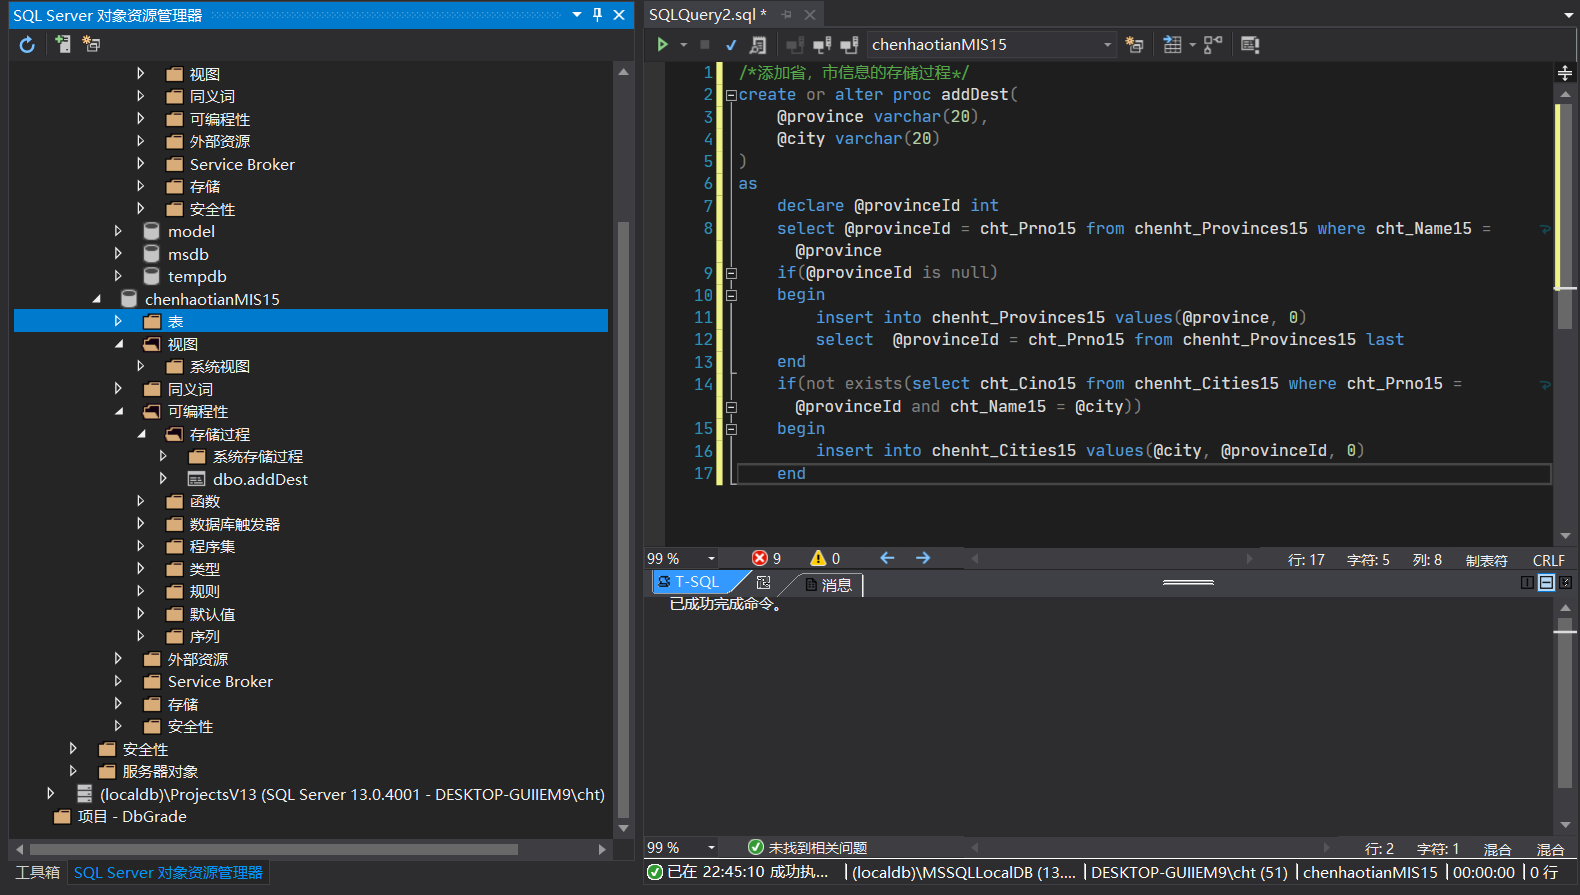 SQL Server 对象资源管理器
视图
同义词
可编程性
外部资源
Service Broker
存储
安全性
model
msdb
tempdb
chenhaotianMIS15
表
视图
系统视图
同义词
可编程性
存储过程
系统存储过程
dbo.addDest
函数
数据库触发器
程序集
类型
规则
默认值
序列
外部资源
Service Broker
存储
安全性
安全性
服务器对象
(localdb)\ProjectsV13 (SQL Server 13.0.4001 - DESKTOP-GUIIEM9\cht)
项目 - DbGrade
工具箱 SQL Server 对象资源管理器
SQLQuery2.sql *
chenhaotianMIS15
1 /*添加省，市信息的存储过程*/
2 create or alter proc addDest(
3 @province varchar(20),
4 @city varchar(20)
5 )
6 as
7 declare @provinceId int
8 select @provinceId = cht_Prno15 from chenht_Provinces15 where cht_Name15 =
@province
9 if(@provinceId is null)
10 begin
11 insert into chenht_Provinces15 values(@province, 0)
12 select  @provinceId = cht_Prno15 from chenht_Provinces15 last
13 end
14 if(not exists(select cht_Cino15 from chenht_Cities15 where cht_Prno15 =
@provinceId and cht_Name15 = @city))
15 begin
16 insert into chenht_Cities15 values(@city, @provinceId, 0)
17 end
99 % 9 0 行: 17 字符: 5 列: 8 制表符 CRLF
T-SQL 消息
已成功完成命令。
99 % 未找到相关问题 行: 2 字符: 1 混合 混合
已在 22:45:10 成功执... (localdb)\MSSQLLocalDB (13.... DESKTOP-GUIIEM9\cht (51) chenhaotianMIS15 00:00:00 0 行